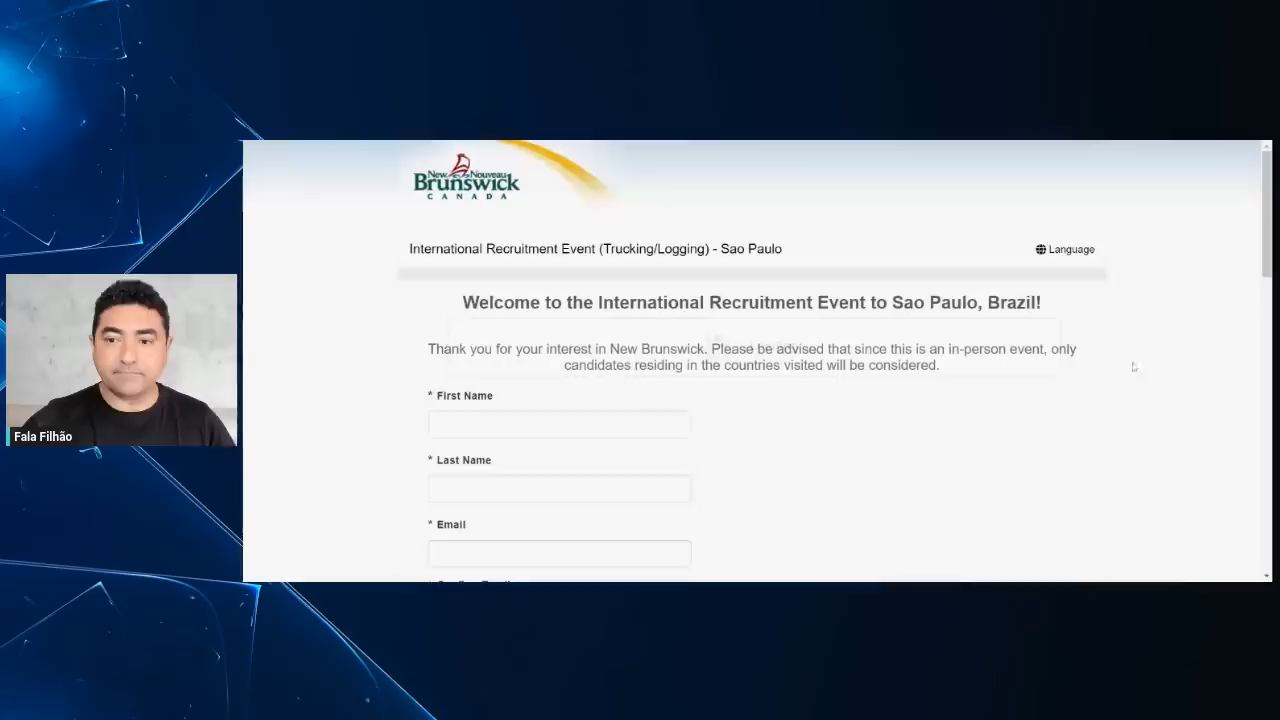 New Nouveau
Brunswick
CANADA
International Recruitment Event (Trucking/Logging) - Sao Paulo
Language
Welcome to the International Recruitment Event to Sao Paulo, Brazil!
Thank you for your interest in New Brunswick. Please be advised that since this is an in-person event, only
candidates residing in the countries visited will be considered.
* First Name
* Last Name
Fala Filhão
* Email